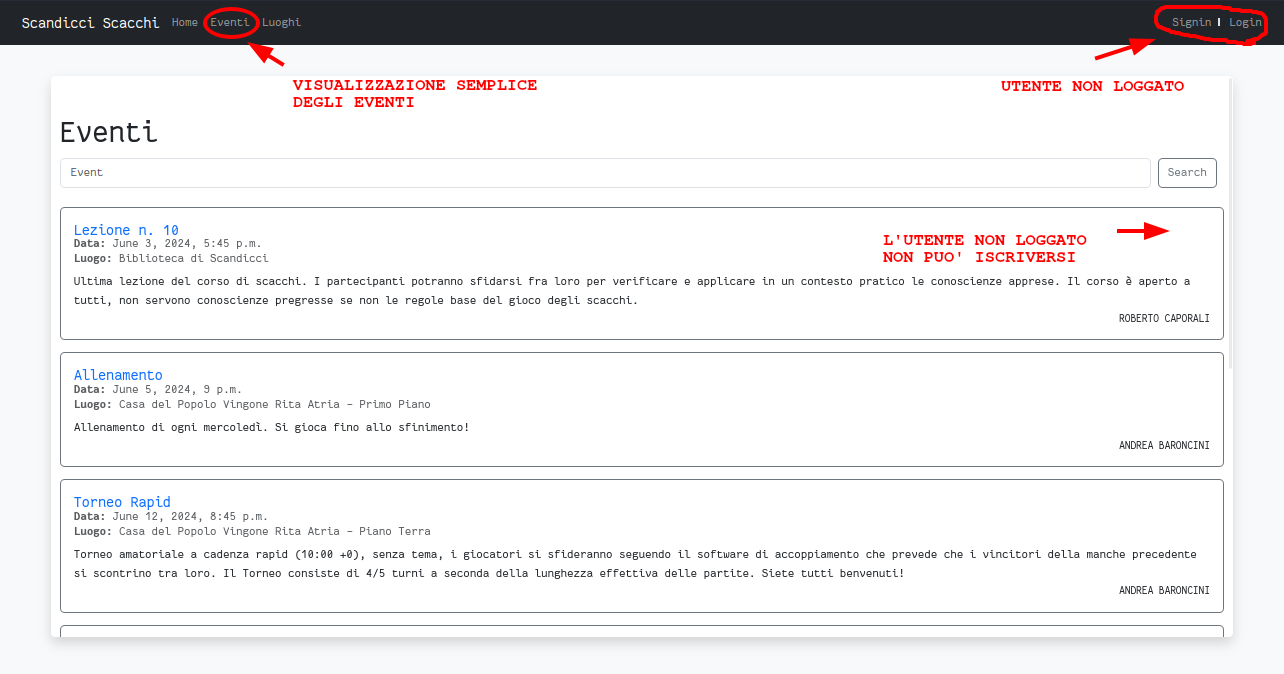 Scandicci Scacchi Home Eventi Luoghi Signin Login
VISUALIZZAZIONE SEMPLICE
DEGLI EVENTI
UTENTE NON LOGGATO
Eventi
Event Search
Lezione n. 10
Data: June 3, 2024, 5:45 p.m.
Luogo: Biblioteca di Scandicci
L'UTENTE NON LOGGATO
NON PUO' ISCRIVERSI
Ultima lezione del corso di scacchi. I partecipanti potranno sfidarsi fra loro per verificare e applicare in un contesto pratico le conoscienze apprese. Il corso è aperto a
tutti, non servono conoscienze pregresse se non le regole base del gioco degli scacchi.
ROBERTO CAPORALI
Allenamento
Data: June 5, 2024, 9 p.m.
Luogo: Casa del Popolo Vingone Rita Atria – Primo Piano
Allenamento di ogni mercoledì. Si gioca fino allo sfinimento!
ANDREA BARONCINI
Torneo Rapid
Data: June 12, 2024, 8:45 p.m.
Luogo: Casa del Popolo Vingone Rita Atria – Piano Terra
Torneo amatoriale a cadenza rapid (10:00 +0), senza tema, i giocatori si sfideranno seguendo il software di accoppiamento che prevede che i vincitori della manche precedente
si scontrino tra loro. Il Torneo consiste di 4/5 turni a seconda della lunghezza effettiva delle partite. Siete tutti benvenuti!
ANDREA BARONCINI